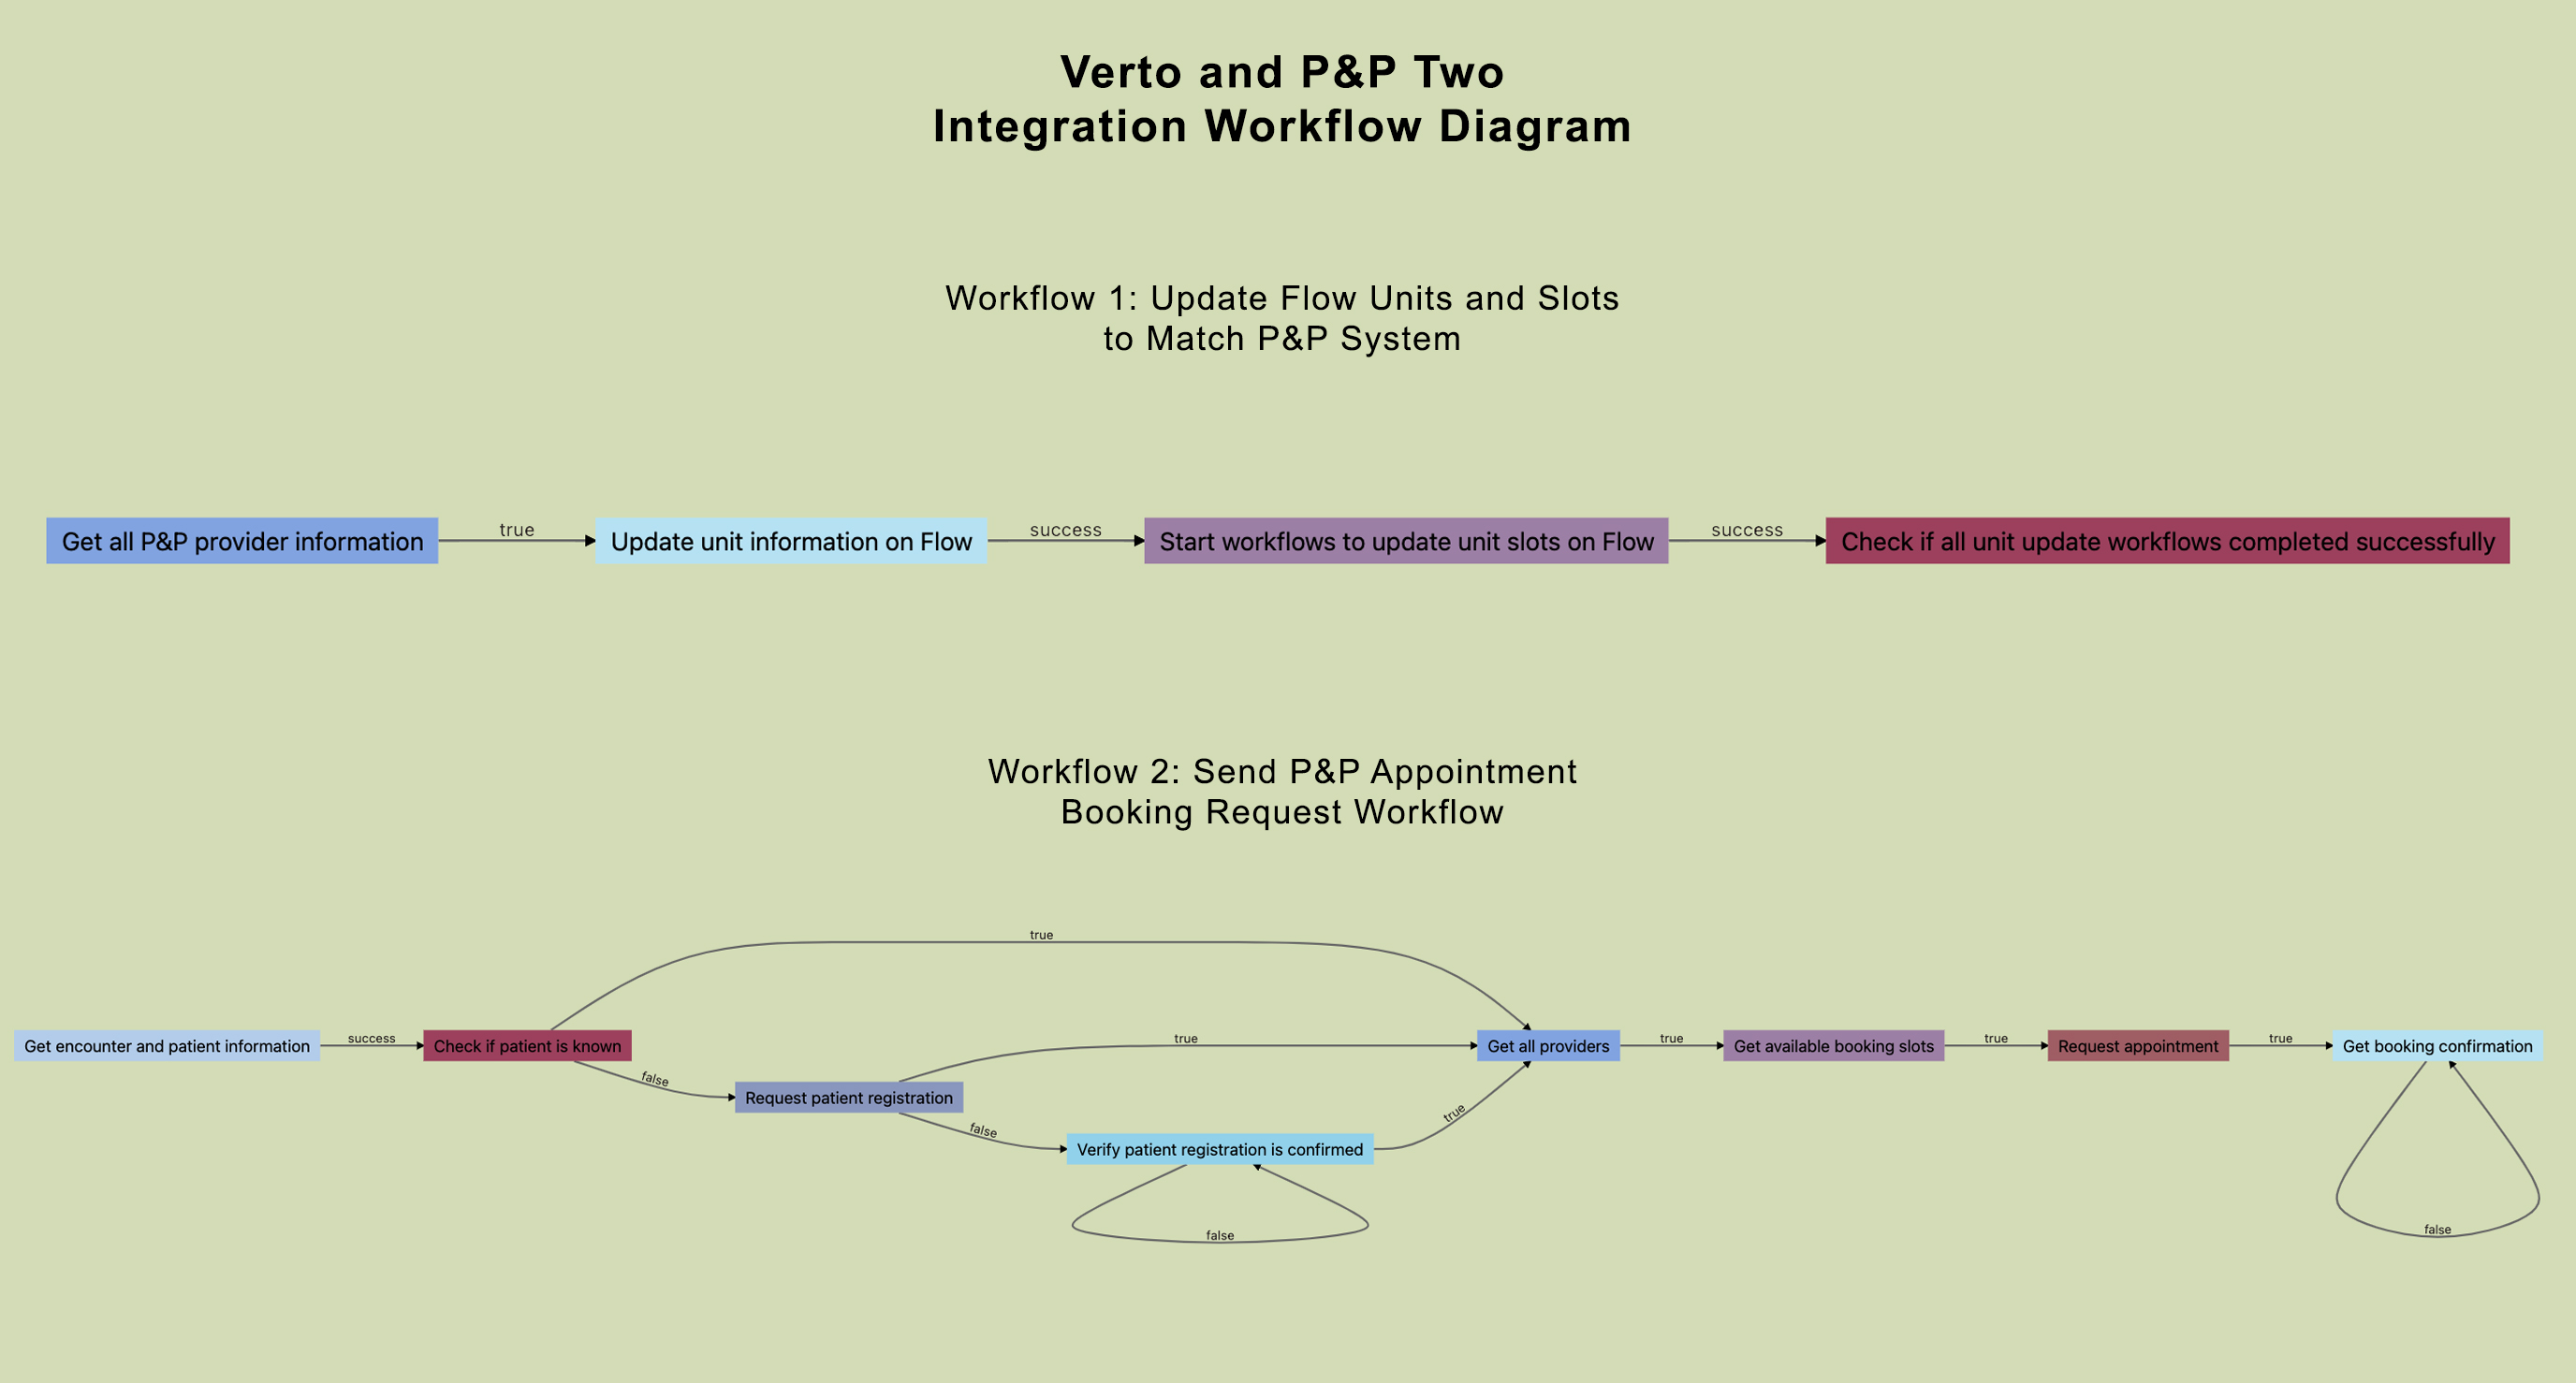 Verto and P&P Two
Integration Workflow Diagram
Workflow 1: Update Flow Units and Slots
to Match P&P System
Get all P&P provider information
true
Update unit information on Flow
success
Start workflows to update unit slots on Flow
success
Check if all unit update workflows completed successfully
Workflow 2: Send P&P Appointment
Booking Request Workflow
true
Get encounter and patient information
success
Check if patient is known
true
Get all providers
true
Get available booking slots
true
Request appointment
true
Get booking confirmation
false
Request patient registration
false
true
Verify patient registration is confirmed
false
false